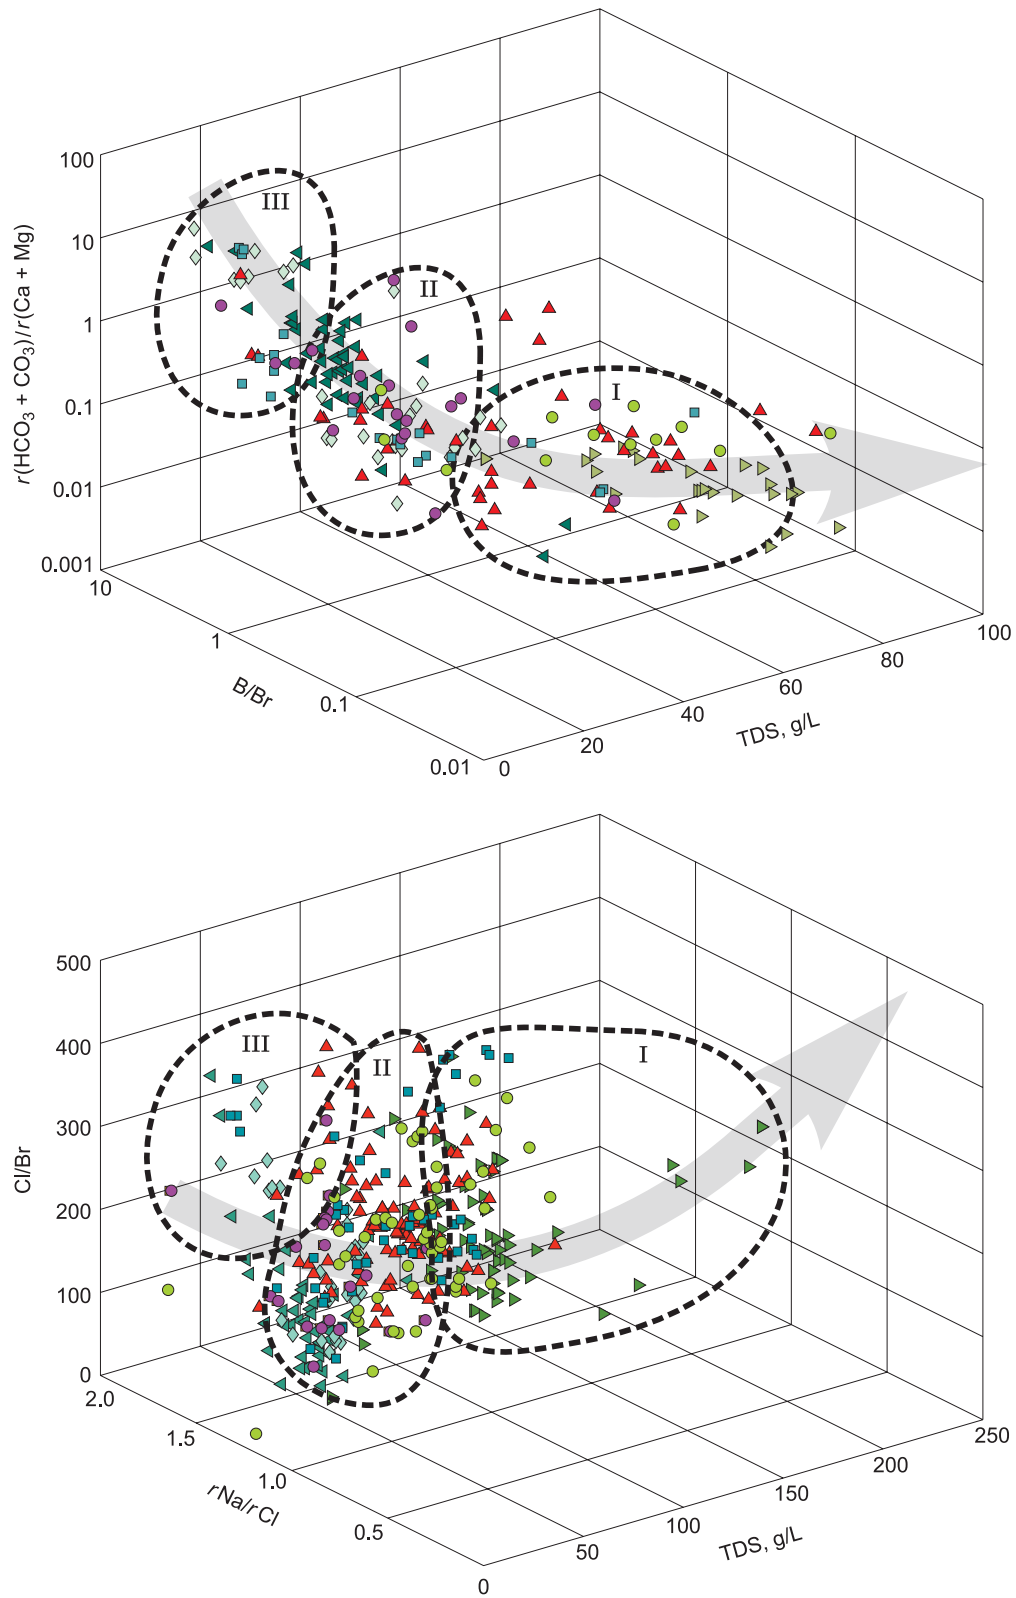 100
10
1
0.1
0.01
0.001
r(HCO₃ + CO₃)/r(Ca + Mg)
III
II
I
10
1
0.1
0.01
B/Br
0
20
40
60
80
100
TDS, g/L
500
400
300
200
100
0
Cl/Br
III
II
I
2.0
1.5
1.0
0.5
0
rNa/rCl
50
100
150
200
250
TDS, g/L